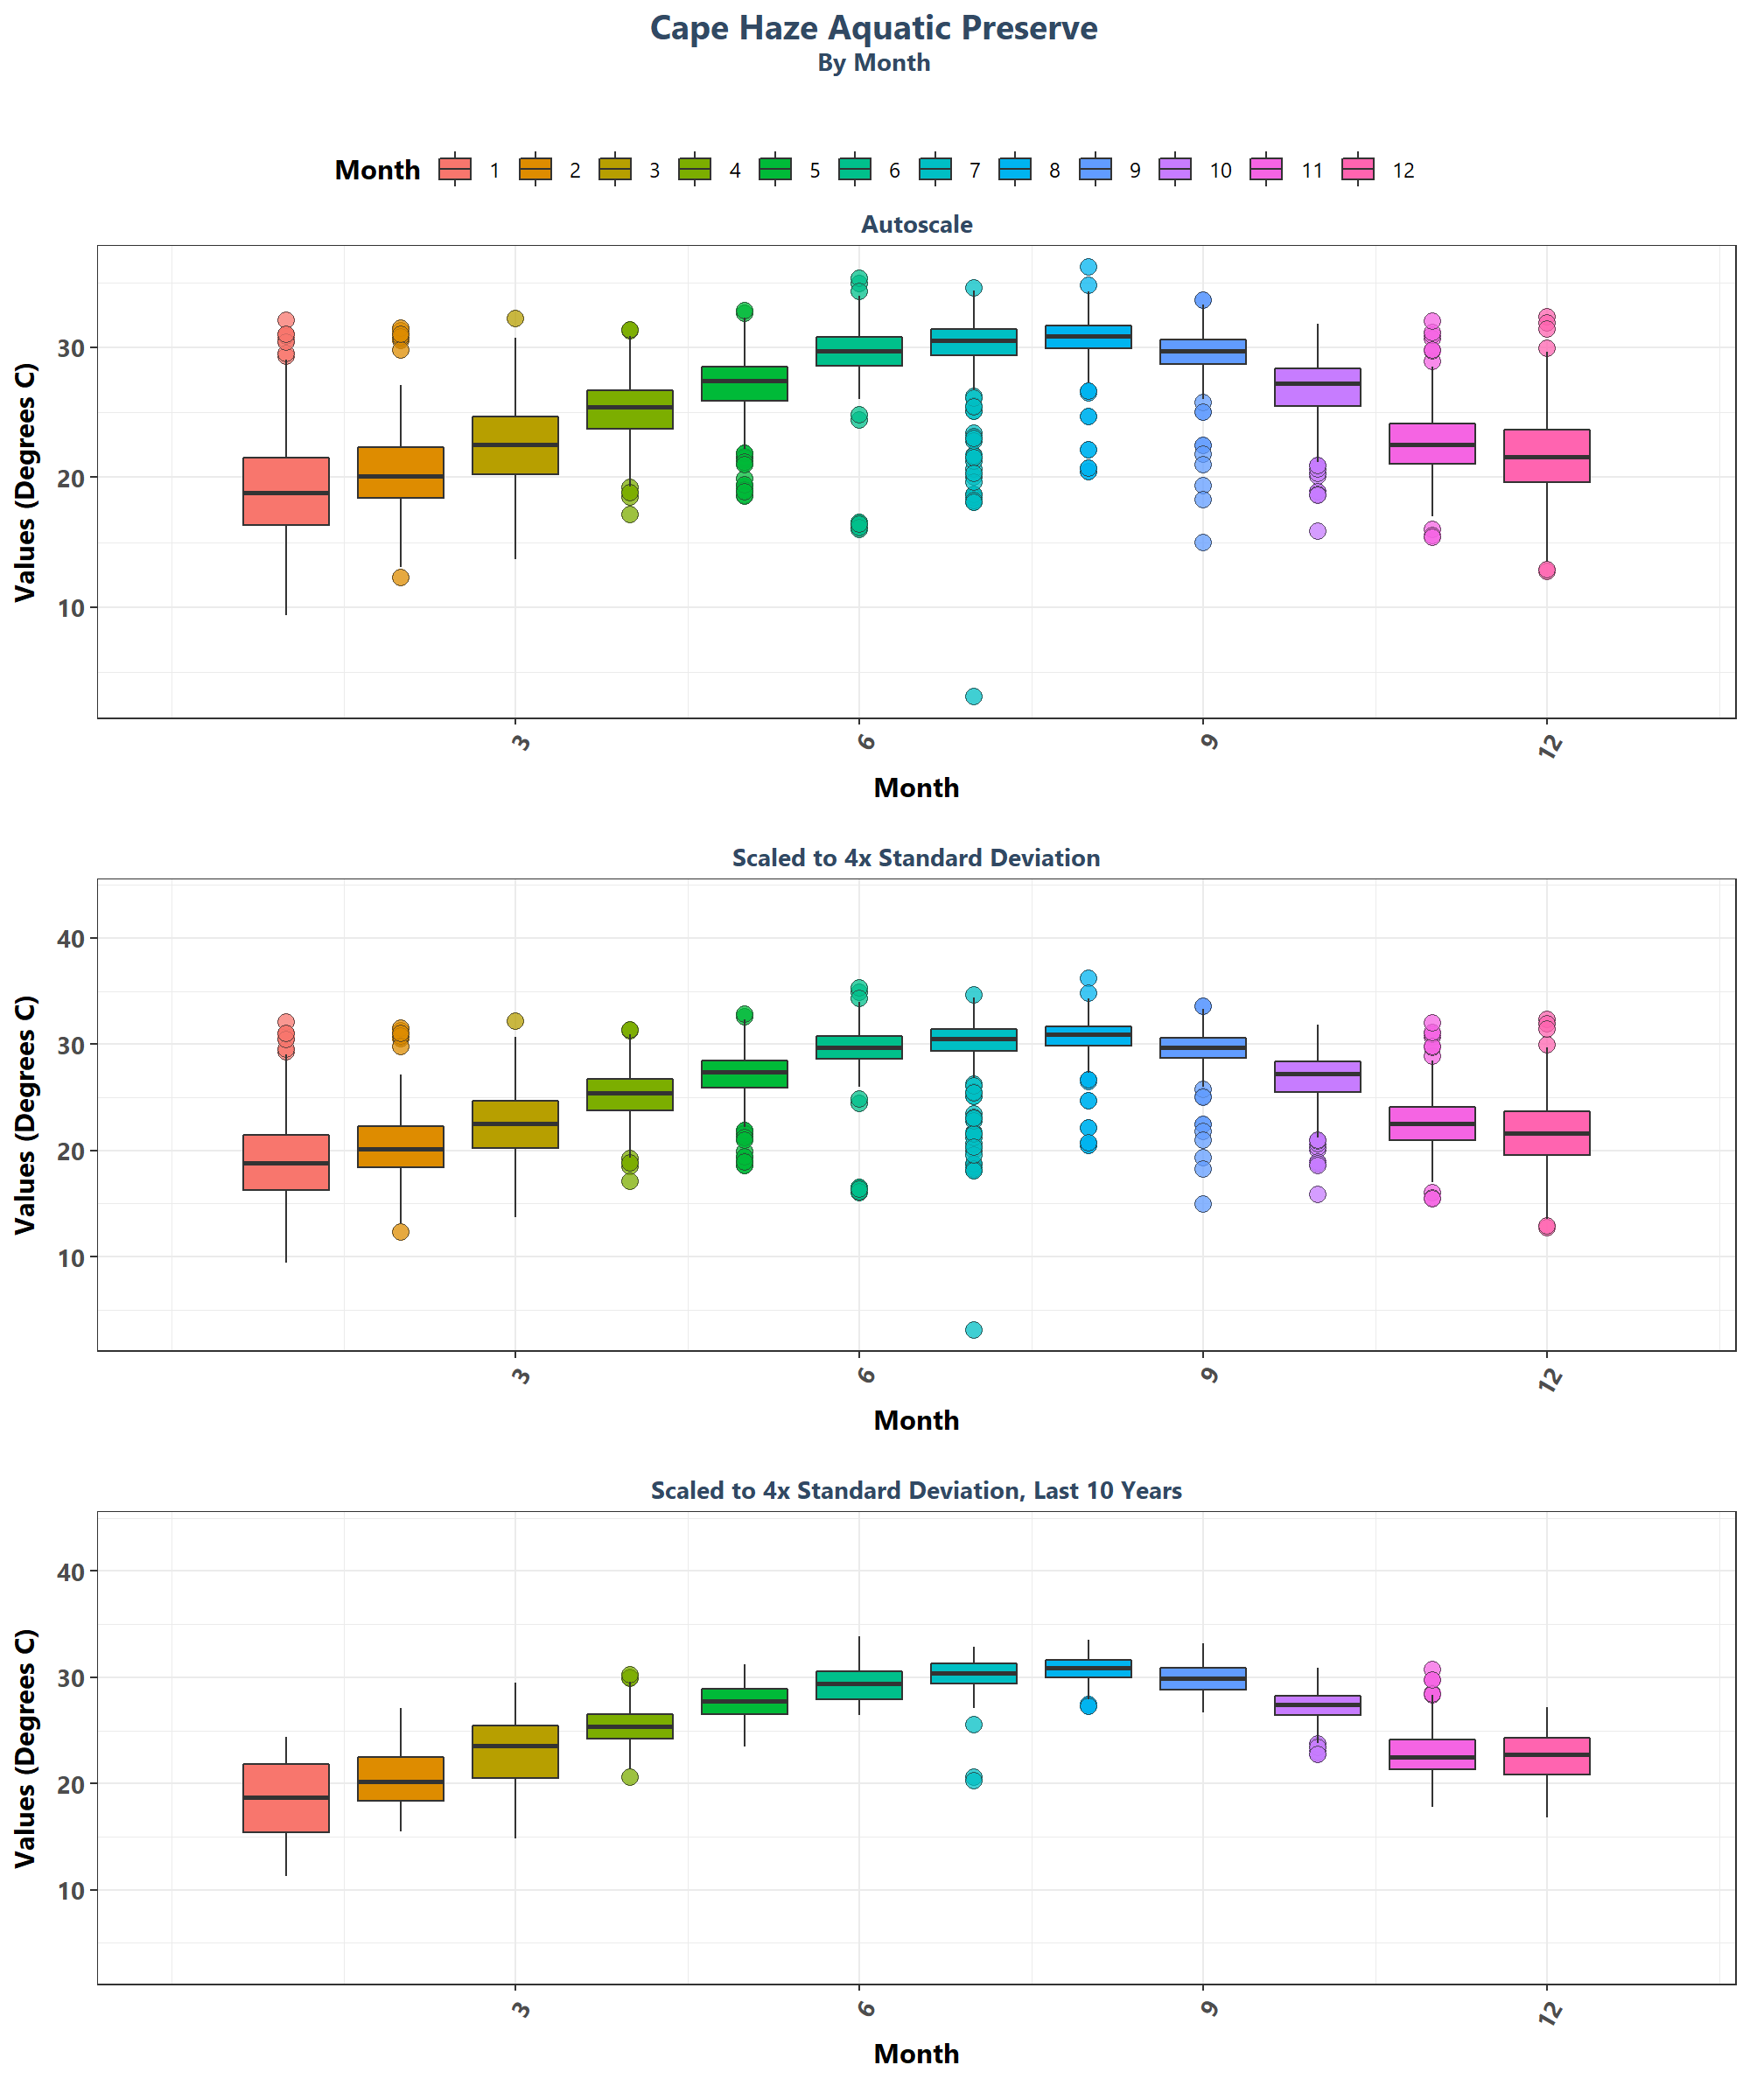 Cape Haze Aquatic Preserve
By Month
Month 1 2 3 4 5 6 7 8 9 10 11 12
Autoscale
Values (Degrees C)
30
20
10
3 6 9 12
Month
Scaled to 4x Standard Deviation
Values (Degrees C)
40
30
20
10
3 6 9 12
Month
Scaled to 4x Standard Deviation, Last 10 Years
Values (Degrees C)
40
30
20
10
3 6 9 12
Month